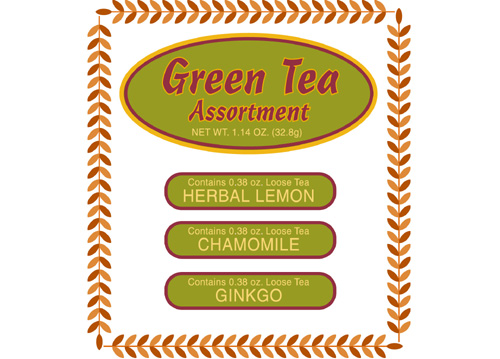 Green Tea
Assortment
NET WT. 1.14 OZ. (32.8g)
Contains 0.38 oz. Loose Tea
HERBAL LEMON
Contains 0.38 oz. Loose Tea
CHAMOMILE
Contains 0.38 oz. Loose Tea
GINKGO